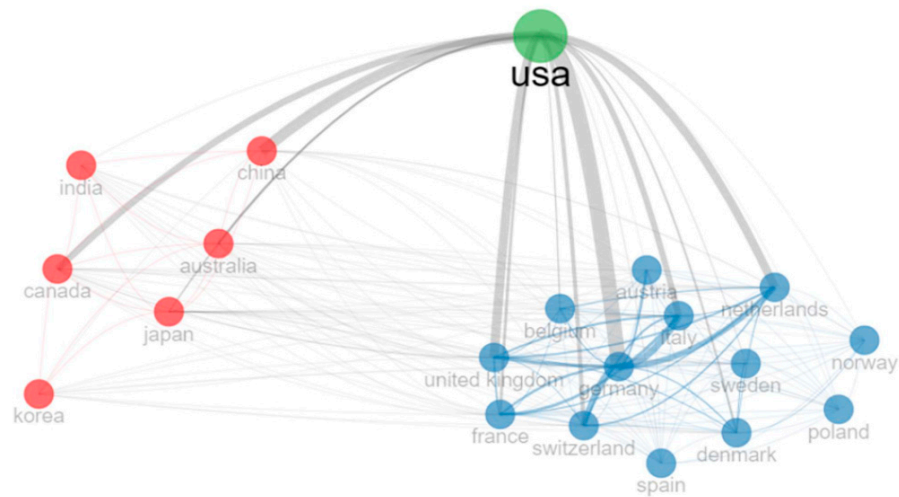 usa
india
china
australia
canada
japan
korea
austria
netherlands
belgium
italy
norway
united kingdom
germany
sweden
france
switzerland
denmark
poland
spain